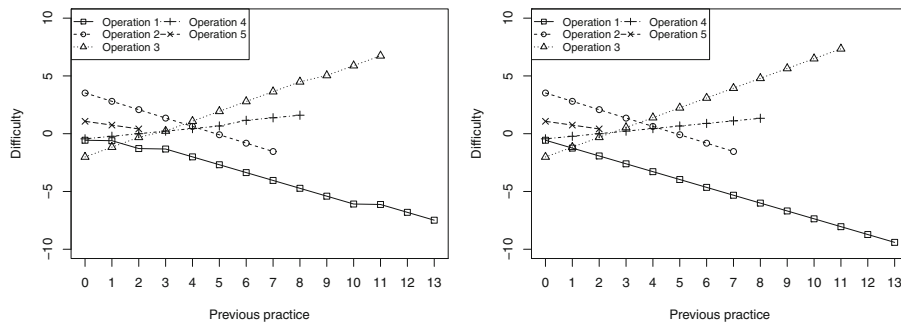 10
5
0
−5
−10
Difficulty
Operation 1
Operation 2
Operation 3
Operation 4
Operation 5
0 1 2 3 4 5 6 7 8 9 10 11 12 13
Previous practice
10
5
0
−5
−10
Difficulty
Operation 1
Operation 2
Operation 3
Operation 4
Operation 5
0 1 2 3 4 5 6 7 8 9 10 11 12 13
Previous practice